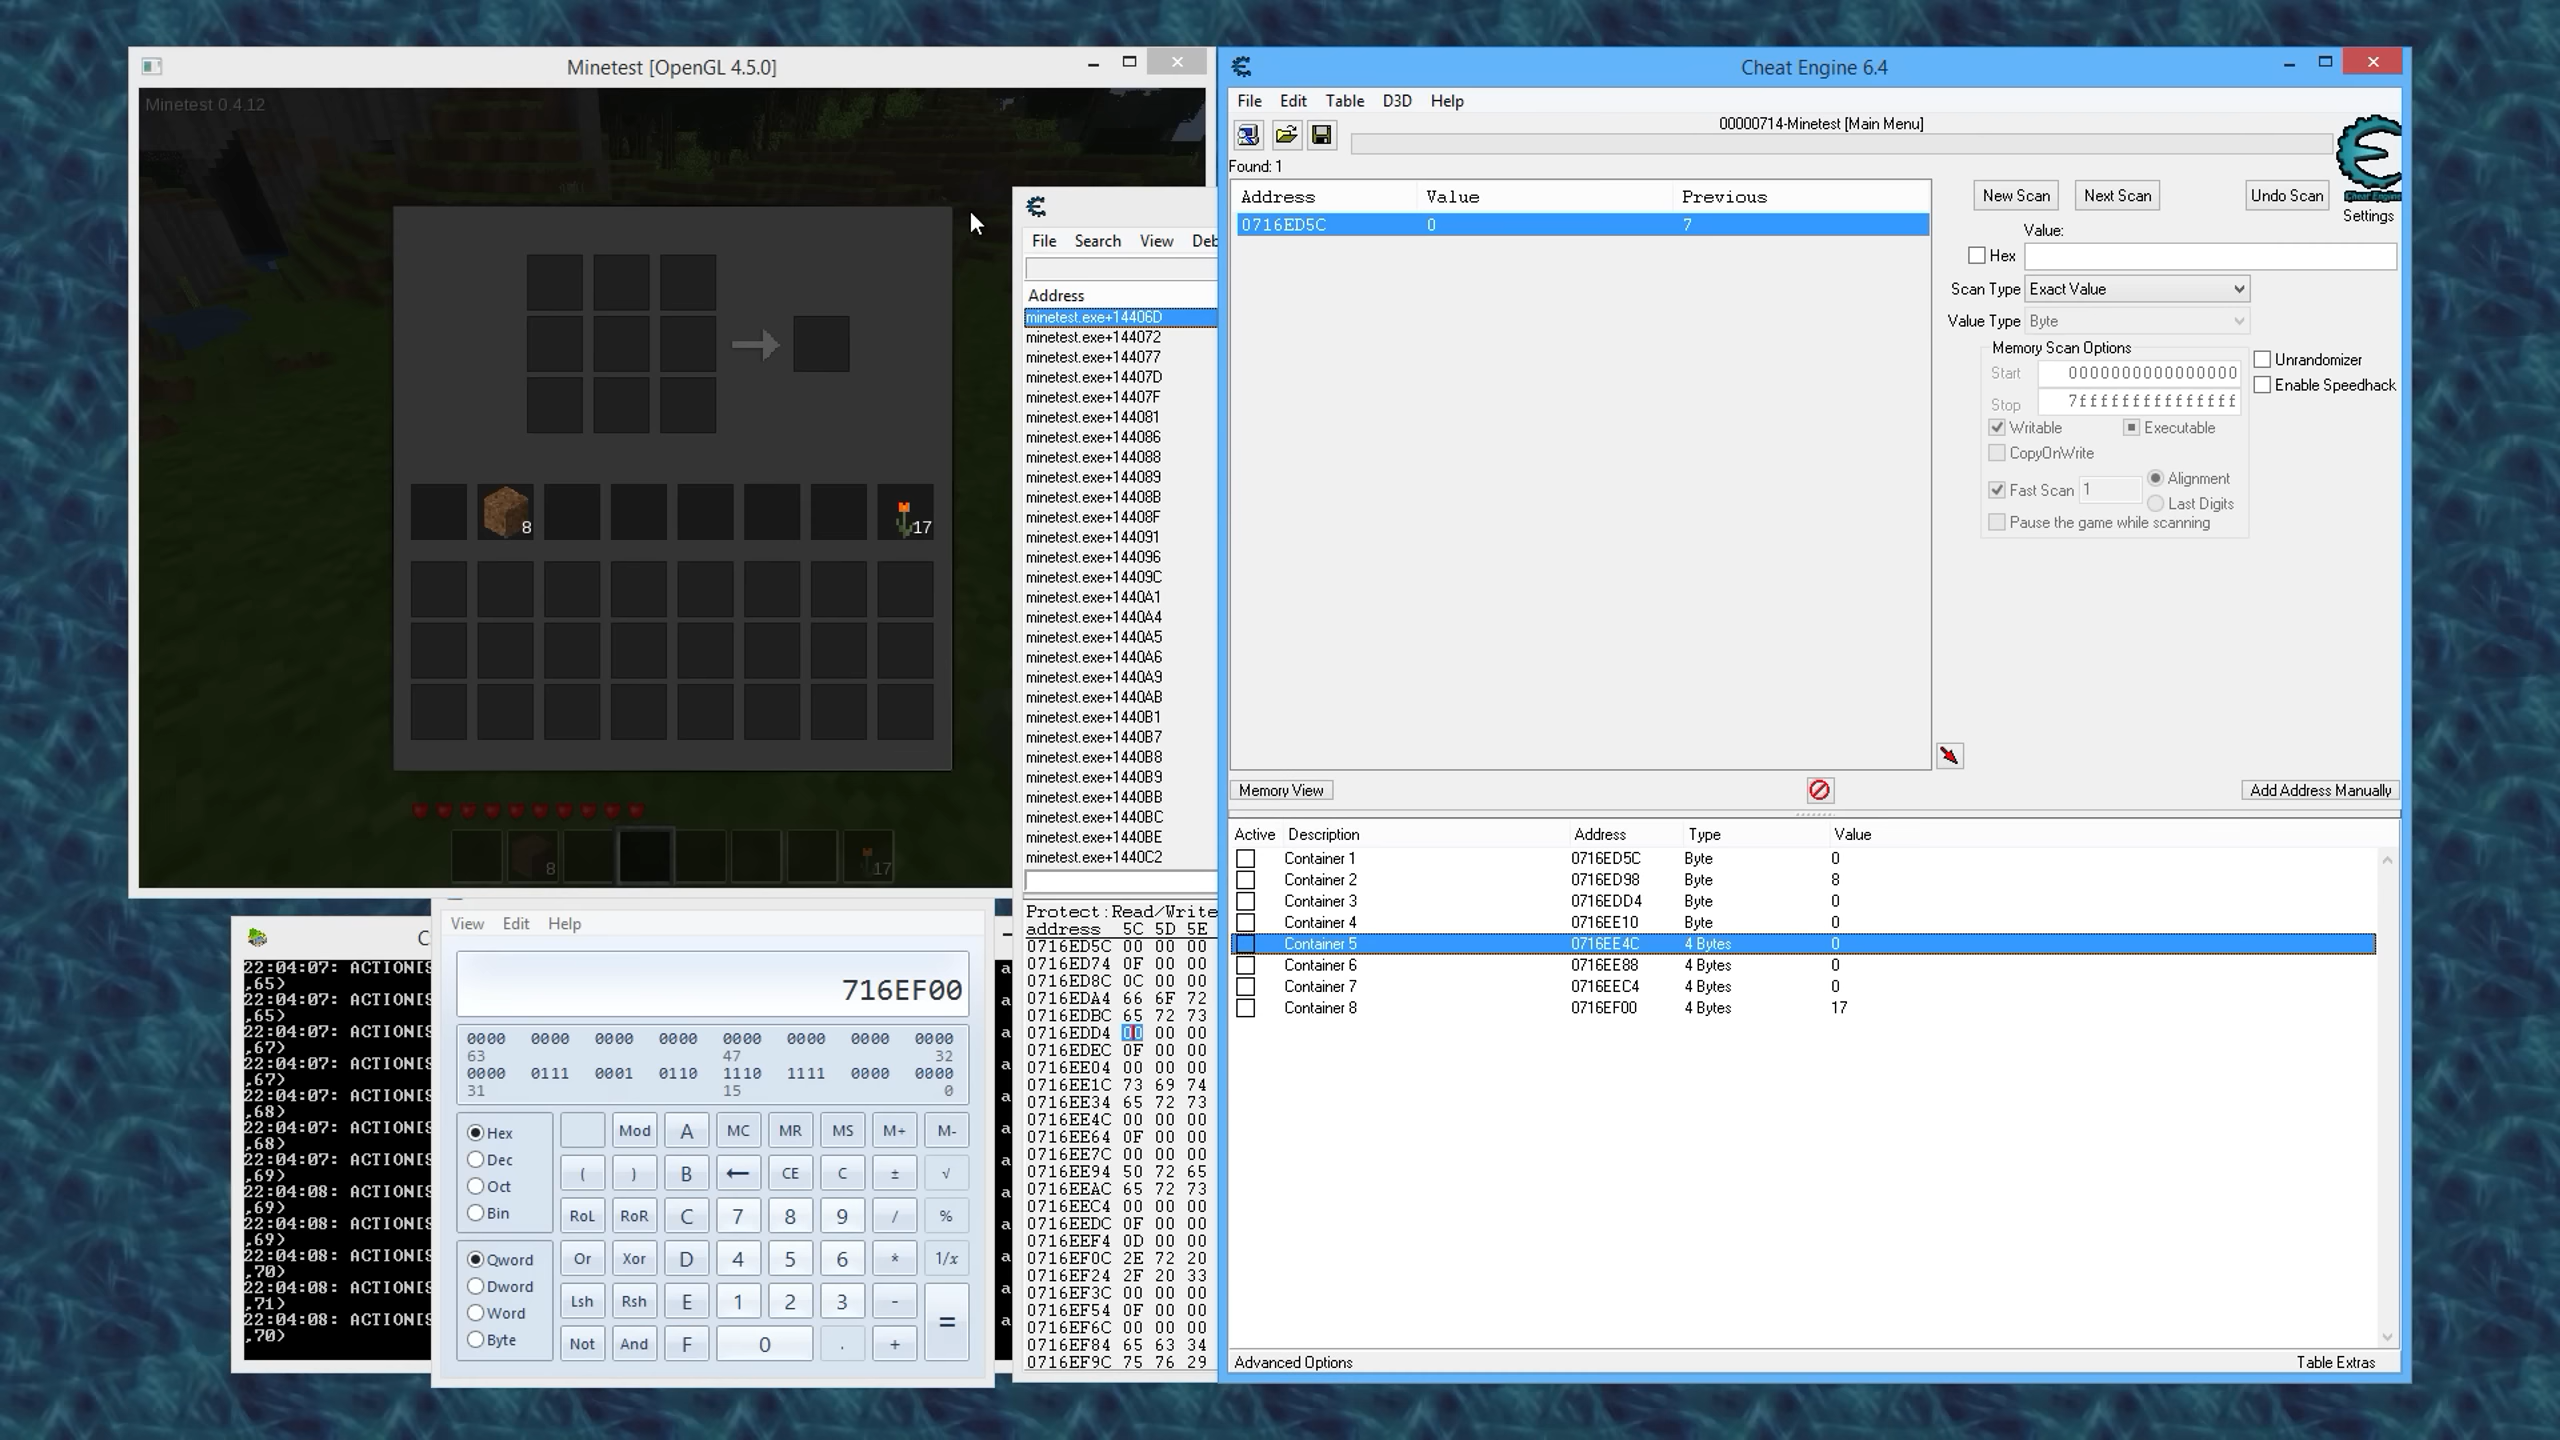 Minetest [OpenGL 4.5.0]
Minetest 0.4.12
8
17
8
17
File Search View Deb
Address
minetest.exe+14406D
minetest.exe+144072
minetest.exe+144077
minetest.exe+14407D
minetest.exe+14407F
minetest.exe+144081
minetest.exe+144086
minetest.exe+144088
minetest.exe+144089
minetest.exe+14408B
minetest.exe+14408F
minetest.exe+144091
minetest.exe+144096
minetest.exe+14409C
minetest.exe+1440A1
minetest.exe+1440A4
minetest.exe+1440A5
minetest.exe+1440A6
minetest.exe+1440A9
minetest.exe+1440AB
minetest.exe+1440B1
minetest.exe+1440B7
minetest.exe+1440B8
minetest.exe+1440B9
minetest.exe+1440BB
minetest.exe+1440BC
minetest.exe+1440BE
minetest.exe+1440C2
Protect:Read/Write
address 5C 5D 5E
0716ED5C 00 00 00
0716ED74 0F 00 00
0716ED8C 0C 00 00
0716EDA4 66 6F 72
0716EDBC 65 72 73
0716EDD4 00 00 00
0716EDEC 0F 00 00
0716EE04 00 00 00
0716EE1C 73 69 74
0716EE34 65 72 73
0716EE4C 00 00 00
0716EE64 0F 00 00
0716EE7C 00 00 00
0716EE94 50 72 65
0716EEAC 65 72 73
0716EEC4 00 00 00
0716EEDC 0F 00 00
0716EEF4 0D 00 00
0716EF0C 2E 72 20
0716EF24 2F 20 33
0716EF3C 00 00 00
0716EF54 0F 00 00
0716EF6C 00 00 00
0716EF84 65 63 34
0716EF9C 75 76 29
C
22:04:07: ACTION[S
,65)
22:04:07: ACTION[S
,65)
22:04:07: ACTION[S
,67)
22:04:07: ACTION[S
,67)
22:04:07: ACTION[S
,68)
22:04:07: ACTION[S
,68)
22:04:07: ACTION[S
,69)
22:04:08: ACTION[S
,69)
22:04:08: ACTION[S
,69)
22:04:08: ACTION[S
,70)
22:04:08: ACTION[S
,71)
22:04:08: ACTION[S
,70)
View Edit Help
716EF00
0000 0000 0000 0000 0000 0000 0000 0000
63 47 32
0000 0111 0001 0110 1110 1111 0000 0000
31 15 0
Hex Mod A MC MR MS M+ M-
Dec ( ) B ← CE C ± √
Oct
Bin RoL RoR C 7 8 9 / %
Qword Or Xor D 4 5 6 * 1/x
Dword
Word Lsh Rsh E 1 2 3 - =
Byte Not And F 0 . +
Cheat Engine 6.4
File Edit Table D3D Help
00000714-Minetest [Main Menu]
Found: 1
Address Value Previous
0716ED5C 0 7
New Scan Next Scan Undo Scan
Cheat Engine
Settings
Value:
Hex
Scan Type Exact Value
Value Type Byte
Memory Scan Options
Start 0000000000000000
Stop 7fffffffffffffff
Writable Executable
CopyOnWrite
Fast Scan 1 Alignment
Last Digits
Pause the game while scanning
Unrandomizer
Enable Speedhack
Memory View Add Address Manually
Active Description Address Type Value
Container 1 0716ED5C Byte 0
Container 2 0716ED98 Byte 8
Container 3 0716EDD4 Byte 0
Container 4 0716EE10 Byte 0
Container 5 0716EE4C 4 Bytes 0
Container 6 0716EE88 4 Bytes 0
Container 7 0716EEC4 4 Bytes 0
Container 8 0716EF00 4 Bytes 17
Advanced Options Table Extras